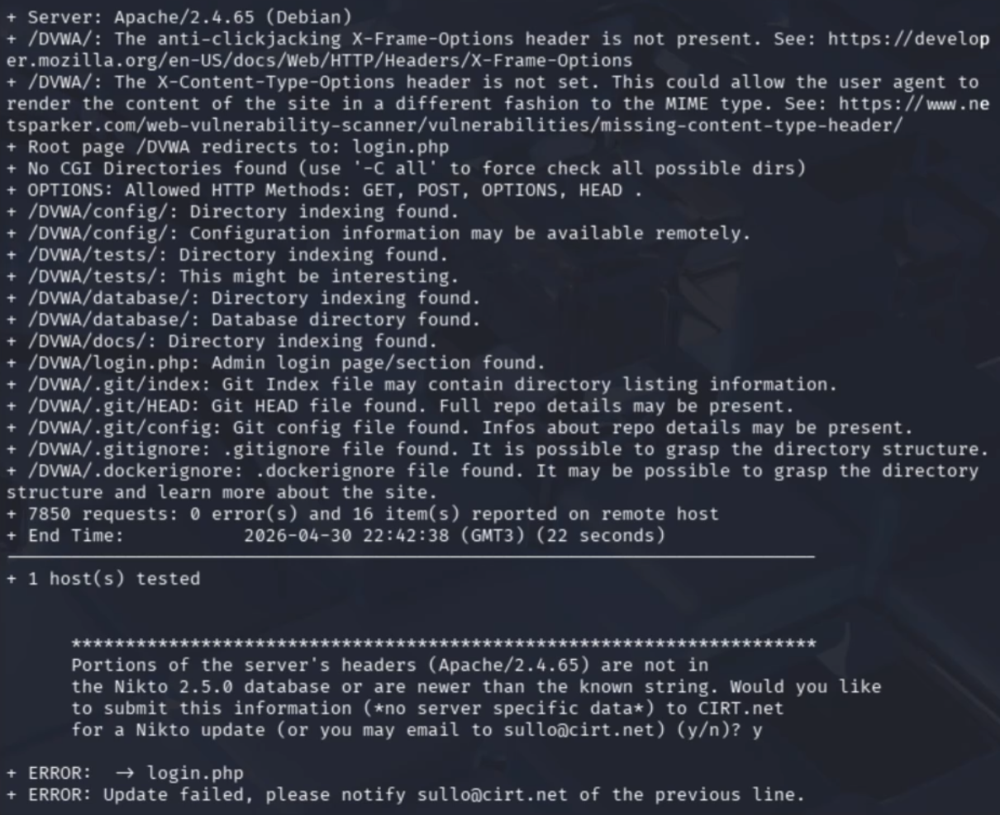 + Server: Apache/2.4.65 (Debian)
+ /DVWA/: The anti-clickjacking X-Frame-Options header is not present. See: https://develop
er.mozilla.org/en-US/docs/Web/HTTP/Headers/X-Frame-Options
+ /DVWA/: The X-Content-Type-Options header is not set. This could allow the user agent to
render the content of the site in a different fashion to the MIME type. See: https://www.ne
tsparker.com/web-vulnerability-scanner/vulnerabilities/missing-content-type-header/
+ Root page /DVWA redirects to: login.php
+ No CGI Directories found (use '-C all' to force check all possible dirs)
+ OPTIONS: Allowed HTTP Methods: GET, POST, OPTIONS, HEAD .
+ /DVWA/config/: Directory indexing found.
+ /DVWA/config/: Configuration information may be available remotely.
+ /DVWA/tests/: Directory indexing found.
+ /DVWA/tests/: This might be interesting.
+ /DVWA/database/: Directory indexing found.
+ /DVWA/database/: Database directory found.
+ /DVWA/docs/: Directory indexing found.
+ /DVWA/login.php: Admin login page/section found.
+ /DVWA/.git/index: Git Index file may contain directory listing information.
+ /DVWA/.git/HEAD: Git HEAD file found. Full repo details may be present.
+ /DVWA/.git/config: Git config file found. Infos about repo details may be present.
+ /DVWA/.gitignore: .gitignore file found. It is possible to grasp the directory structure.
+ /DVWA/.dockerignore: .dockerignore file found. It may be possible to grasp the directory
structure and learn more about the site.
+ 7850 requests: 0 error(s) and 16 item(s) reported on remote host
+ End Time:           2026-04-30 22:42:38 (GMT3) (22 seconds)
+ 1 host(s) tested
*********************************************************************
Portions of the server's headers (Apache/2.4.65) are not in
the Nikto 2.5.0 database or are newer than the known string. Would you like
to submit this information (*no server specific data*) to CIRT.net
for a Nikto update (or you may email to sullo@cirt.net) (y/n)? y
+ ERROR:  → login.php
+ ERROR: Update failed, please notify sullo@cirt.net of the previous line.